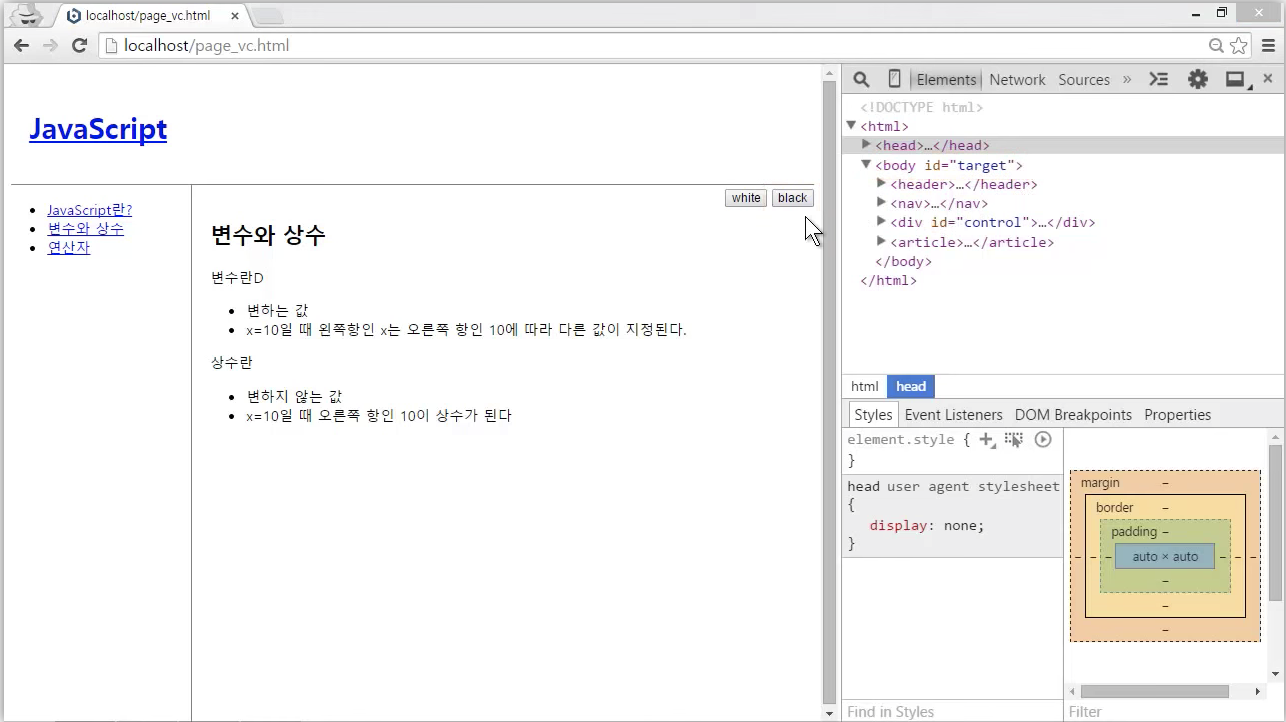 localhost/page_vc.html
localhost/page_vc.html
JavaScript
white black
JavaScript란?
변수와 상수
연산자
변수와 상수
변수란D
변하는 값
x=10일 때 왼쪽항인 x는 오른쪽 항인 10에 따라 다른 값이 지정된다.
상수란
변하지 않는 값
x=10일 때 오른쪽 항인 10이 상수가 된다
Elements Network Sources »
<!DOCTYPE html>
<html>
<head>…</head>
<body id="target">
<header>…</header>
<nav>…</nav>
<div id="control">…</div>
<article>…</article>
</body>
</html>
html head
Styles Event Listeners DOM Breakpoints Properties
element.style {
}
head user agent stylesheet
{
display: none;
}
margin –
border –
padding –
– – – auto × auto – – –
–
–
–
Find in Styles
Filter